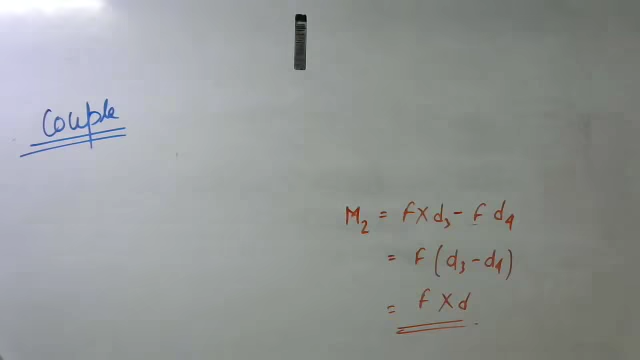 Couple
M₂ = F × d₃ - F d₄
= F (d₃ - d₄)
= F × d